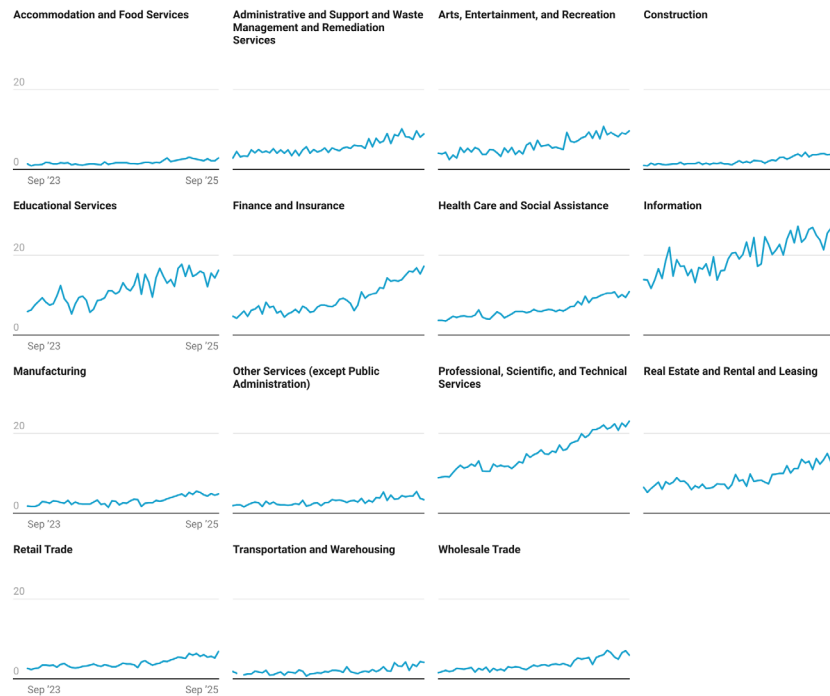 Accommodation and Food Services
Administrative and Support and Waste
Management and Remediation
Services
Arts, Entertainment, and Recreation
Construction
20
0
Sep '23
Sep '25
Educational Services
Finance and Insurance
Health Care and Social Assistance
Information
20
0
Sep '23
Sep '25
Manufacturing
Other Services (except Public
Administration)
Professional, Scientific, and Technical
Services
Real Estate and Rental and Leasing
20
0
Sep '23
Sep '25
Retail Trade
Transportation and Warehousing
Wholesale Trade
20
0
Sep '23
Sep '25